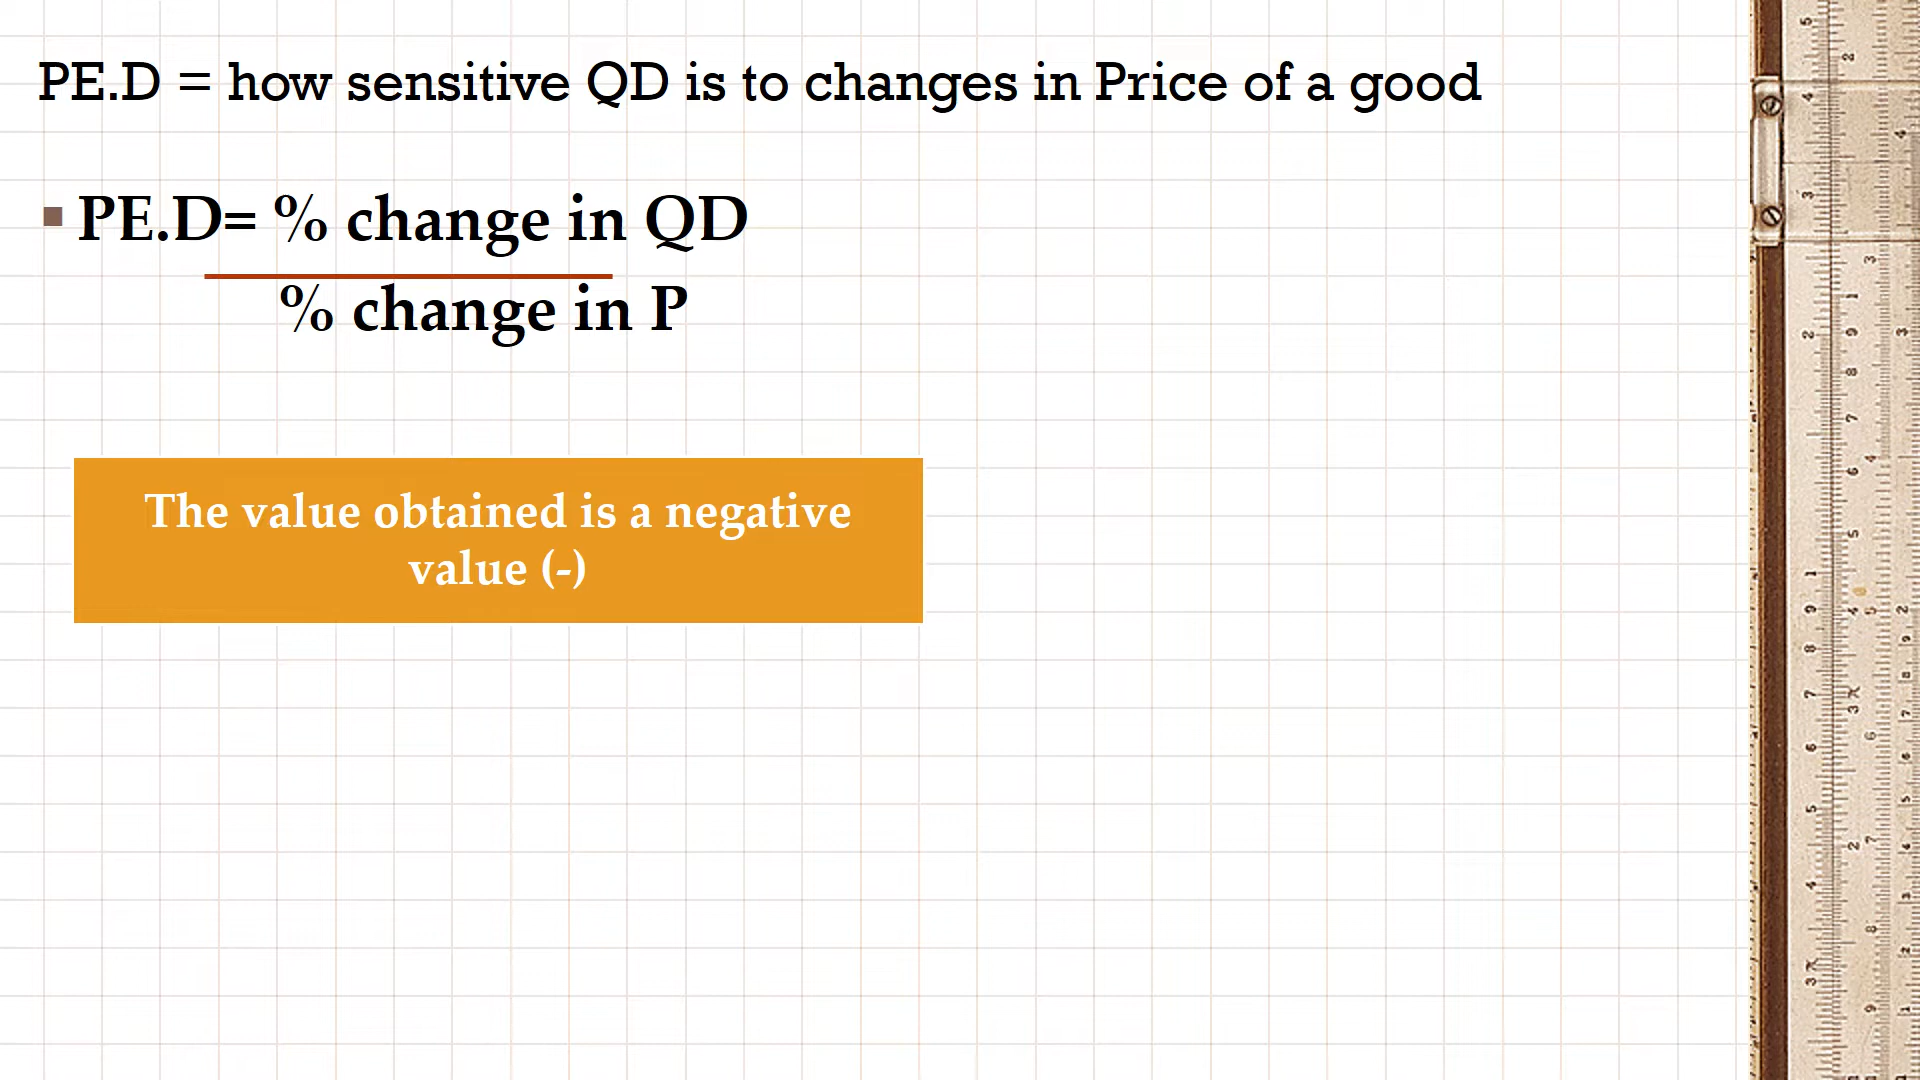 PE.D = how sensitive QD is to changes in Price of a good
PE.D= % change in QD
% change in P
The value obtained is a negative
value (-)